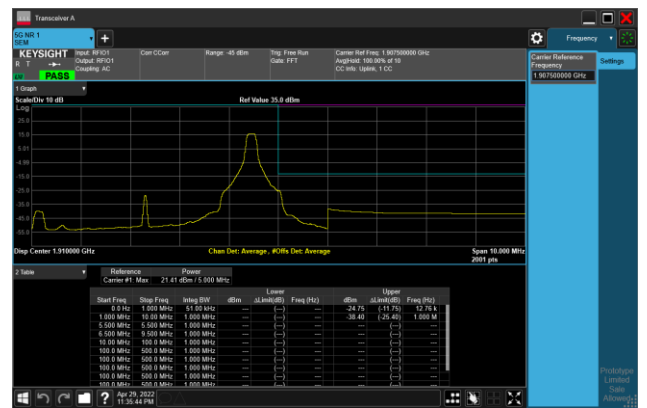 Transceiver A
5G NR 1
SEM
Frequency
KEYSIGHT
R T
PASS
Input: RFIO1
Output: RFIO1
Coupling: AC
Corr CCorr
Range: -45 dBm
Trig: Free Run
Gate: FFT
Carrier Ref Freq: 1.907500000 GHz
Avg|Hold: 100.00% of 10
CC Info: Uplink, 1 CC
Carrier Reference Frequency
1.907500000 GHz
Settings
1 Graph
Scale/Div 10 dB
Ref Value 35.0 dBm
Log
25.0
15.0
5.01
-4.99
-15.0
-25.0
-35.0
-45.0
-55.0
Disp Center 1.910000 GHz
Chan Det: Average , #Offs Det: Average
Span 10.000 MHz
2001 pts
2 Table
Reference Power
Carrier #1: Max 21.41 dBm / 5.000 MHz
Lower Upper
Start Freq Stop Freq Integ BW dBm ΔLimit(dB) Freq (Hz) dBm ΔLimit(dB) Freq (Hz)
0.0 Hz 1.000 MHz 51.00 kHz --- (---) --- -24.75 (-11.75) 12.76 k
1.000 MHz 10.00 MHz 1.000 MHz --- (---) --- -38.40 (-25.40) 1.000 M
5.500 MHz 5.500 MHz 1.000 MHz --- (---) --- --- (---) ---
6.500 MHz 9.500 MHz 1.000 MHz --- (---) --- --- (---) ---
10.00 MHz 100.0 MHz 1.000 MHz --- (---) --- --- (---) ---
100.0 MHz 500.0 MHz 1.000 MHz --- (---) --- --- (---) ---
100.0 MHz 500.0 MHz 1.000 MHz --- (---) --- --- (---) ---
100.0 MHz 500.0 MHz 1.000 MHz --- (---) --- --- (---) ---
100.0 MHz 500.0 MHz 1.000 MHz --- (---) --- --- (---) ---
Prototype
Limited
Sale
Allowed
?
Apr 29, 2022
11:35:44 PM